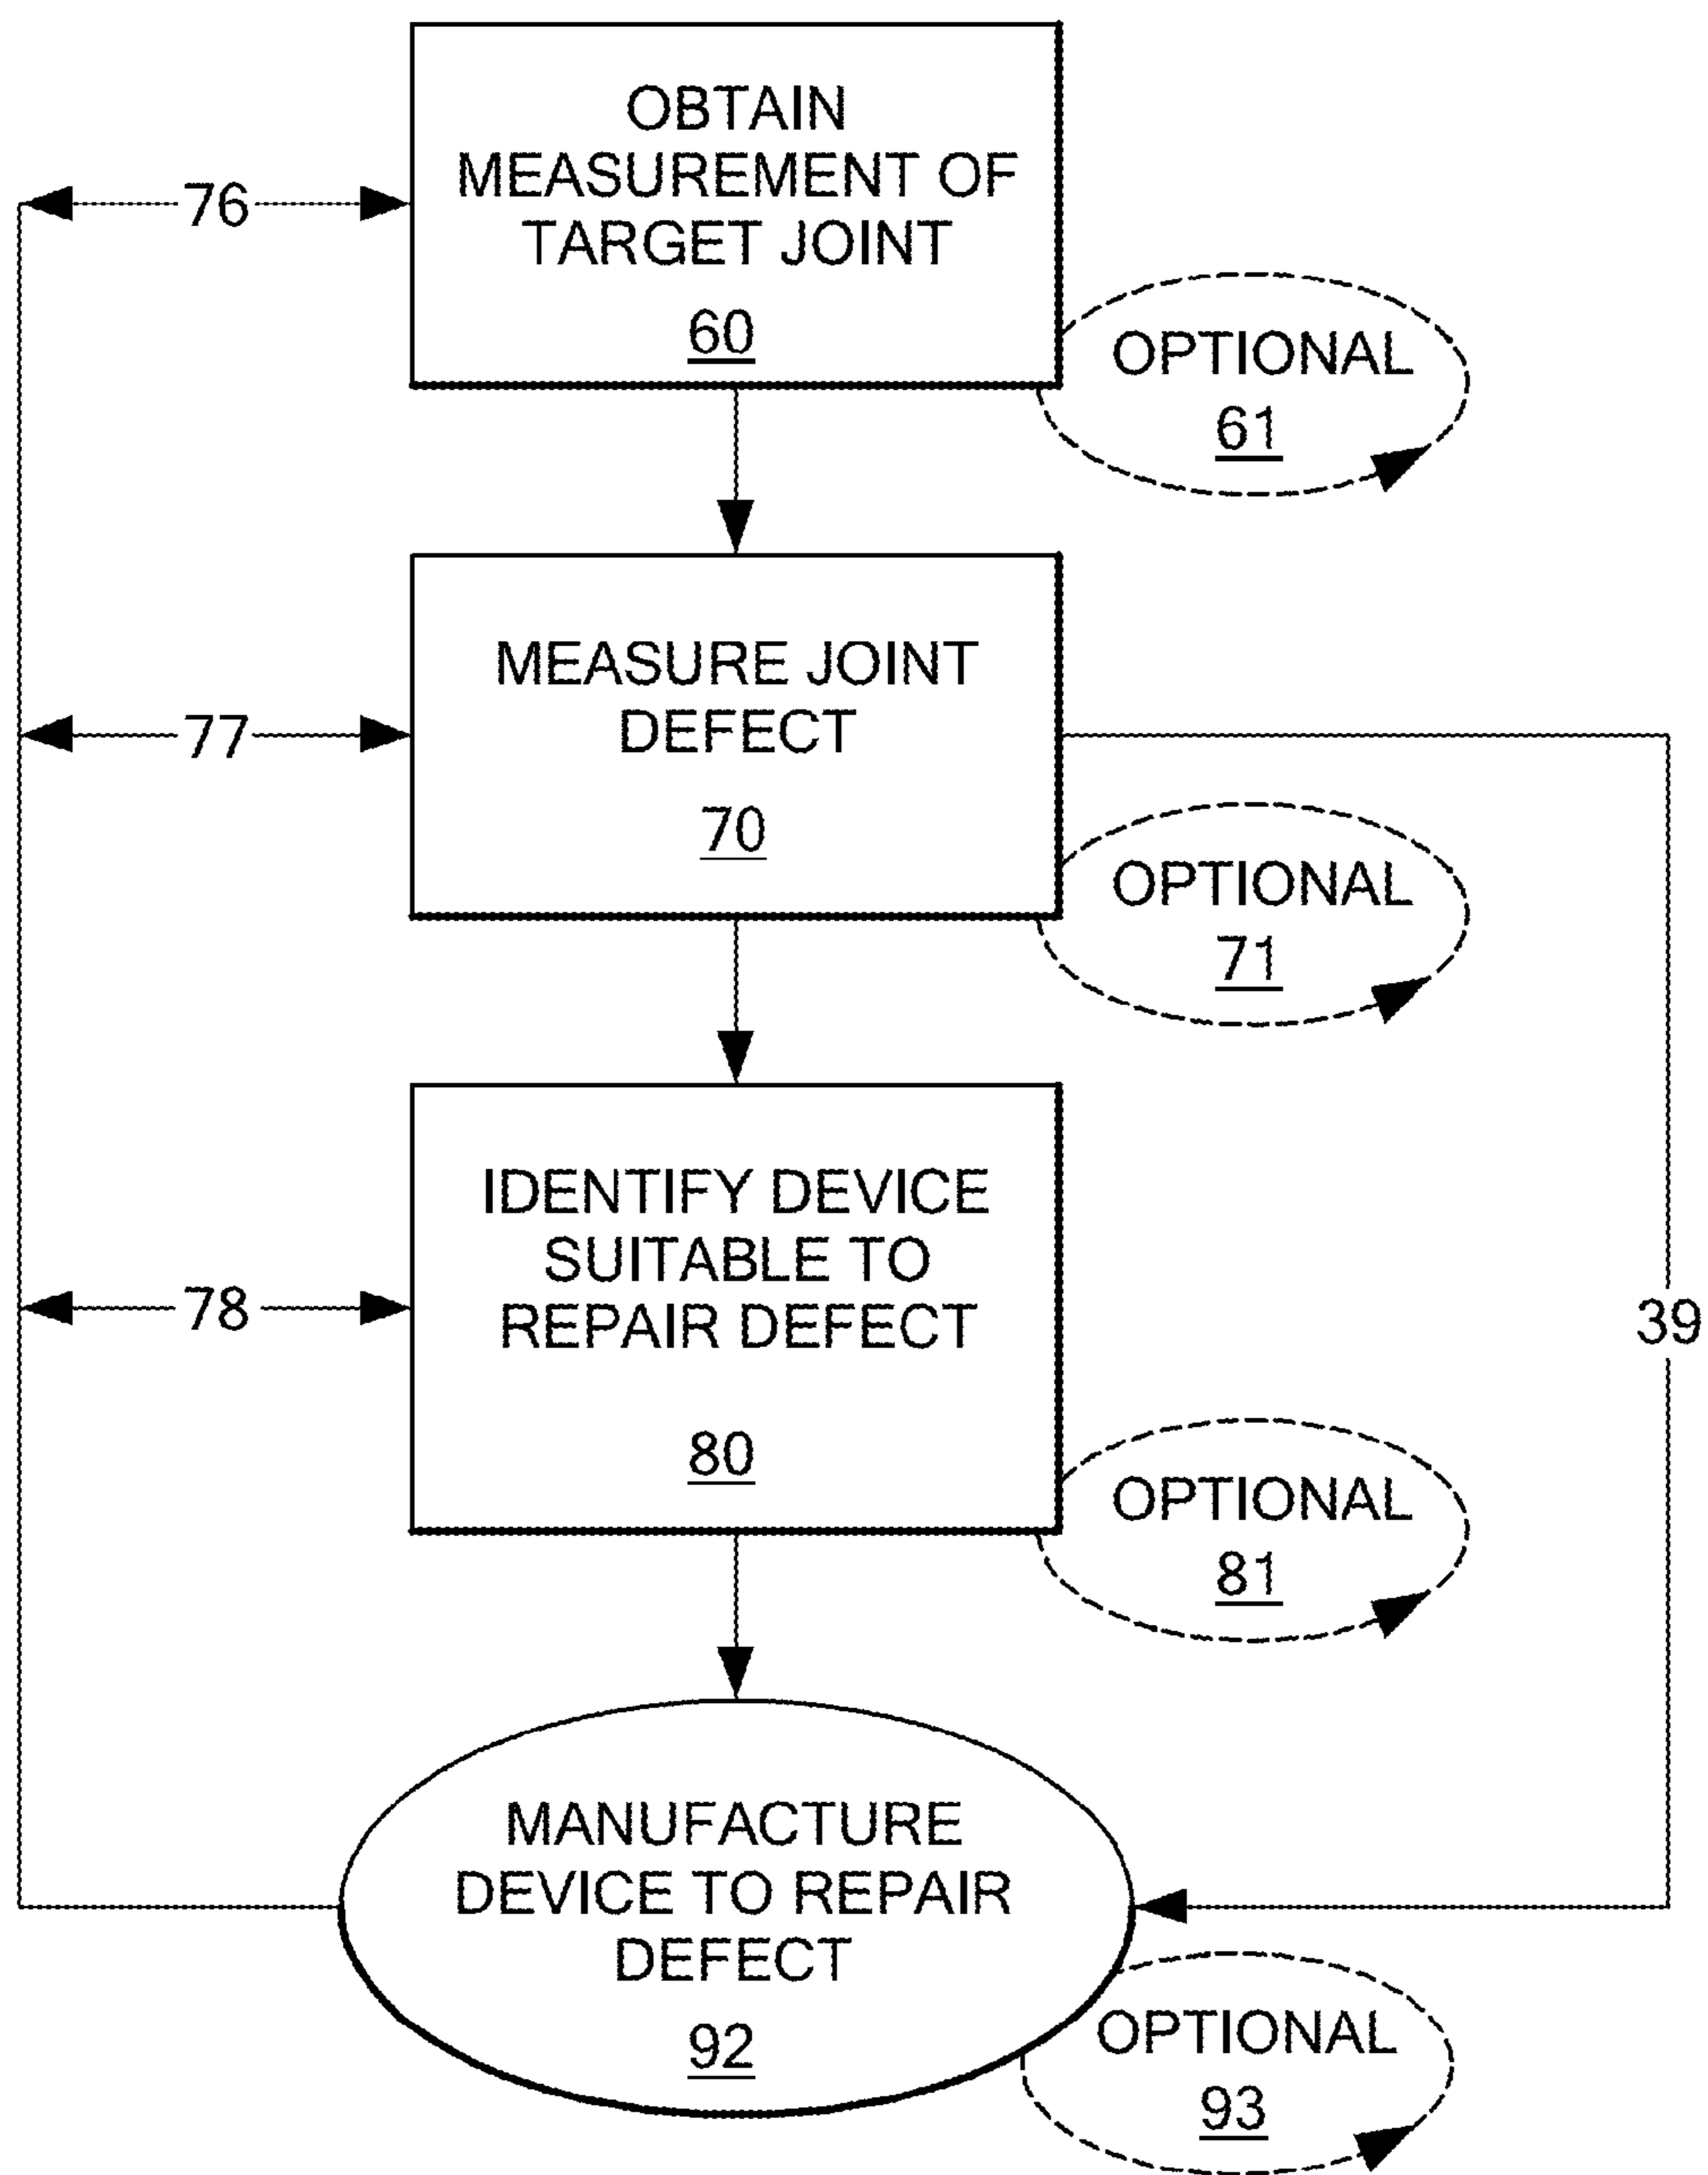 OBTAIN
MEASUREMENT OF
TARGET JOINT
60
76
OPTIONAL
61
MEASURE JOINT
DEFECT
70
77
OPTIONAL
71
IDENTIFY DEVICE
SUITABLE TO
REPAIR DEFECT
80
78
39
OPTIONAL
81
MANUFACTURE
DEVICE TO REPAIR
DEFECT
92
OPTIONAL
93